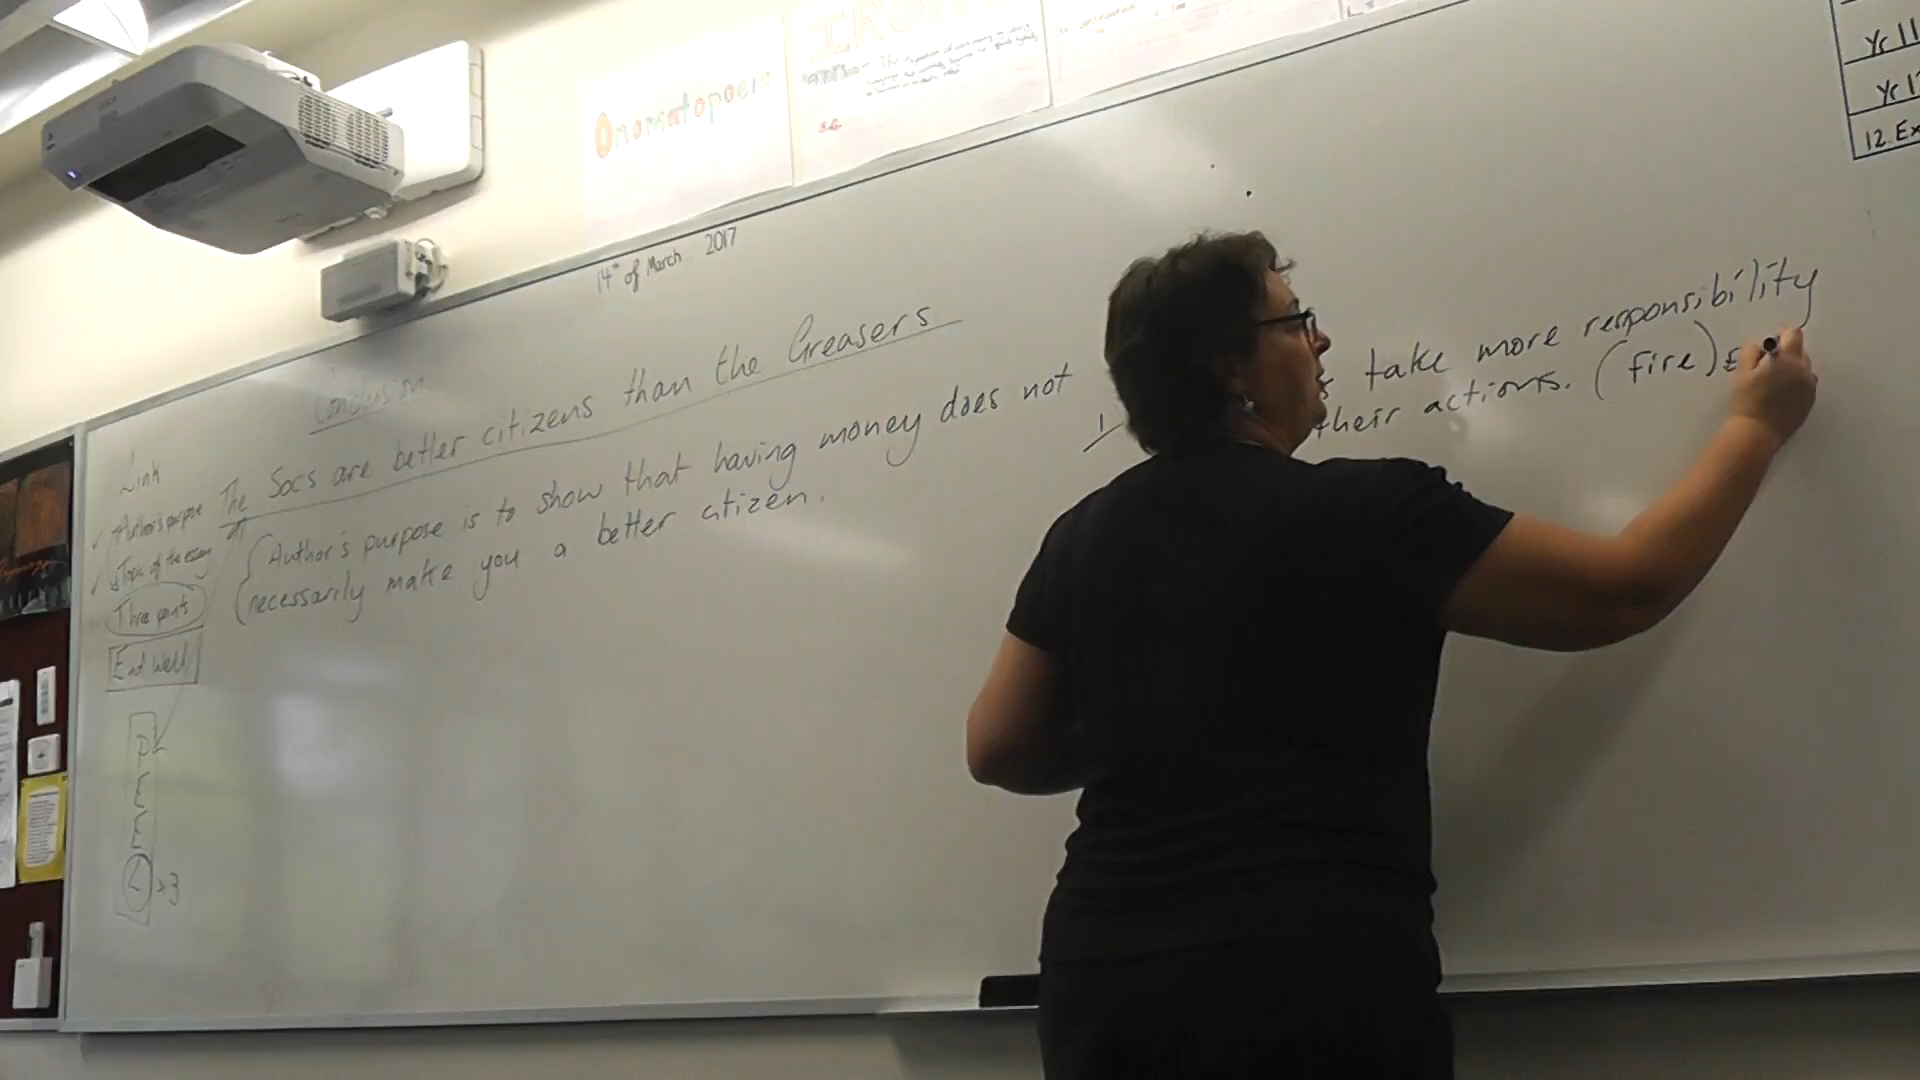 Onomatopoeia
IRONY
Yr 11
Yr 1
12.Ex
14th of March 2017
Conclusion
The Socs are better citizens than the Greasers
Link
Author's purpose
Topic of the essay
Three points
End Well
Author's purpose is to show that having money does not
necessarily make you a better citizen.
P
E
E
L
x3
1
take more responsibility
their actions. (fire) E